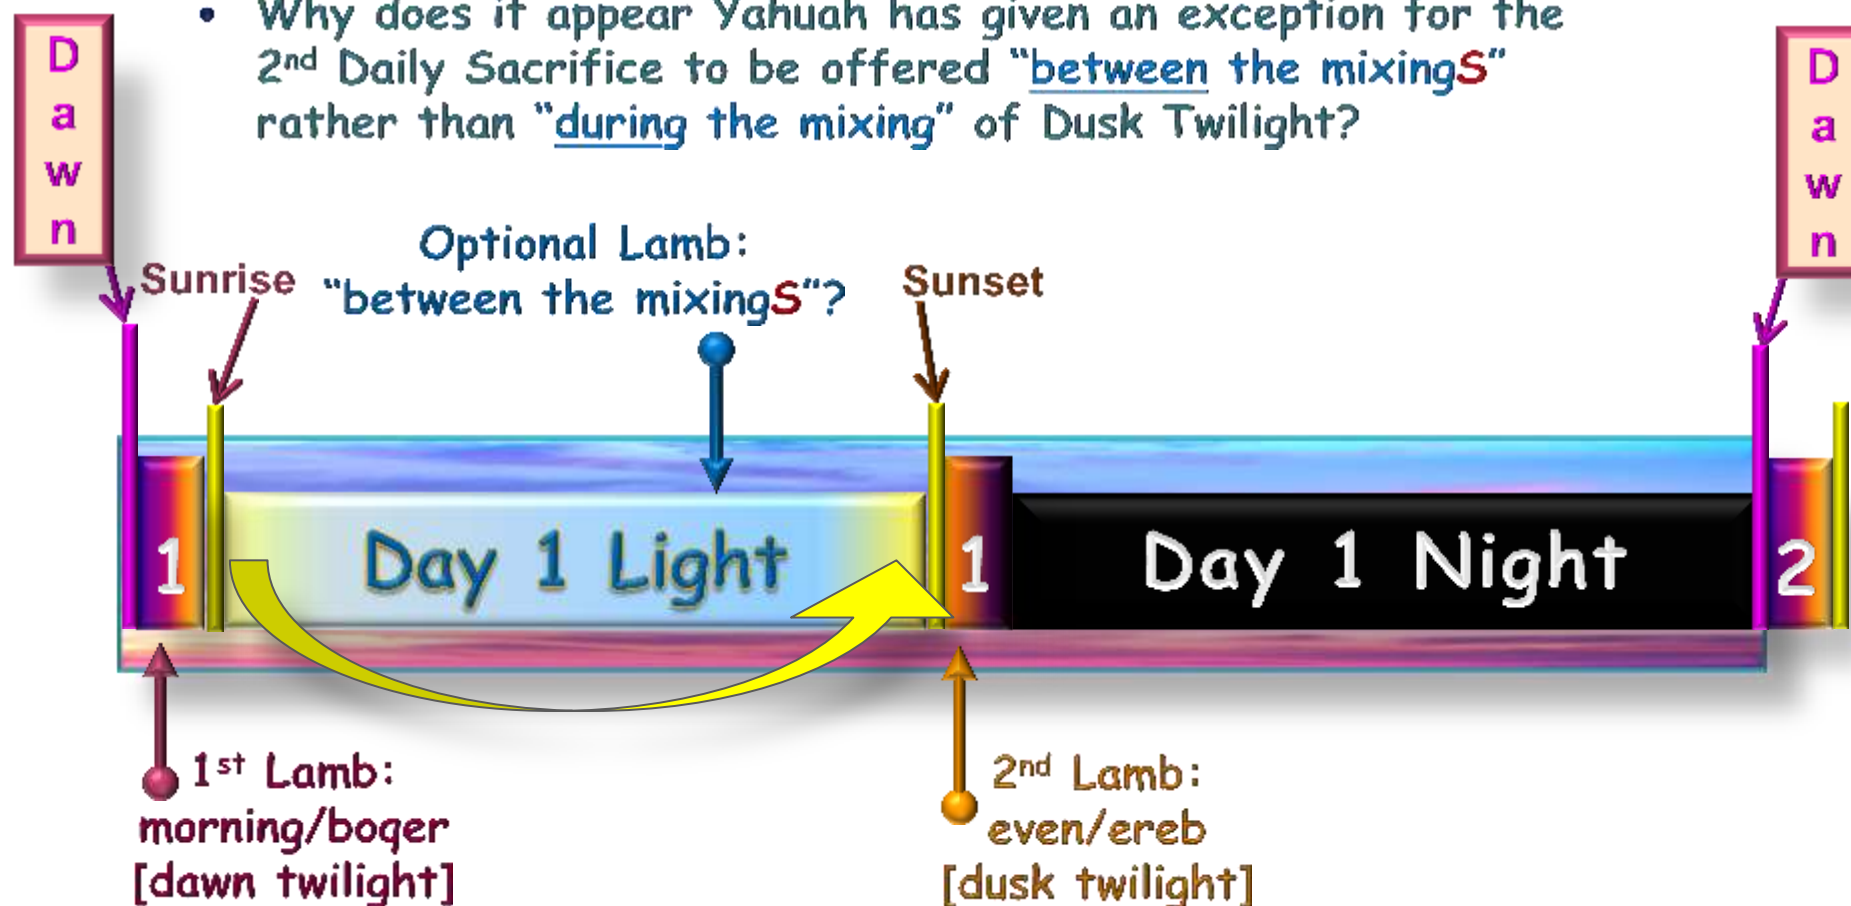 • Why does it appear Yahuah has given an exception for the
2nd Daily Sacrifice to be offered “between the mixingS”
rather than “during the mixing” of Dusk Twilight?
Dawn
Dawn
Optional Lamb:
“between the mixingS”?
Sunrise
Sunset
1
Day 1 Light
1
Day 1 Night
2
1st Lamb:
morning/boqer
[dawn twilight]
2nd Lamb:
even/ereb
[dusk twilight]